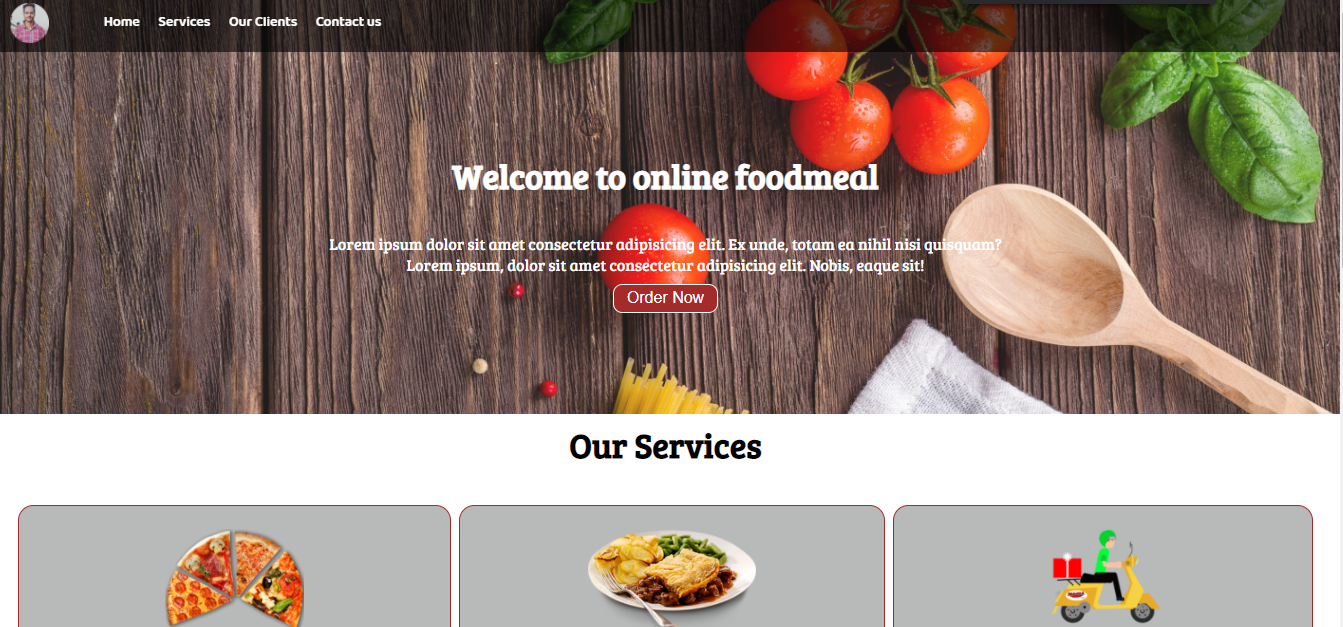 Home Services Our Clients Contact us
Welcome to online foodmeal
Lorem ipsum dolor sit amet consectetur adipisicing elit. Ex unde, totam ea nihil nisi quisquam?
Lorem ipsum, dolor sit amet consectetur adipisicing elit. Nobis, eaque sit!
Order Now
Our Services